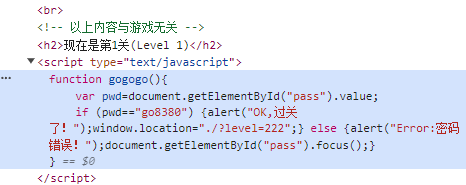 <br>
<!-- 以上内容与游戏无关 -->
<h2>现在是第1关(Level 1)</h2>
▼<script type="text/javascript">
···
function gogogo(){
var pwd=document.getElementById("pass").value;
if (pwd=="go8380") {alert("OK,过关
了! ");window.location="./?level=222";} else {alert("Error:密码
错误! ");document.getElementById("pass").focus();}
} == $0
</script>